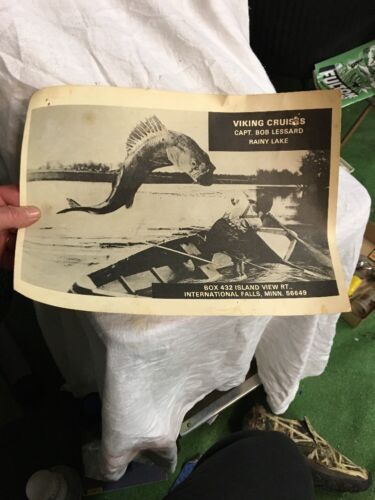 VIKING CRUISES
CAPT. BOB LESSARD
RAINY LAKE
BOX 432 ISLAND VIEW RT.
INTERNATIONAL FALLS, MINN. 56649